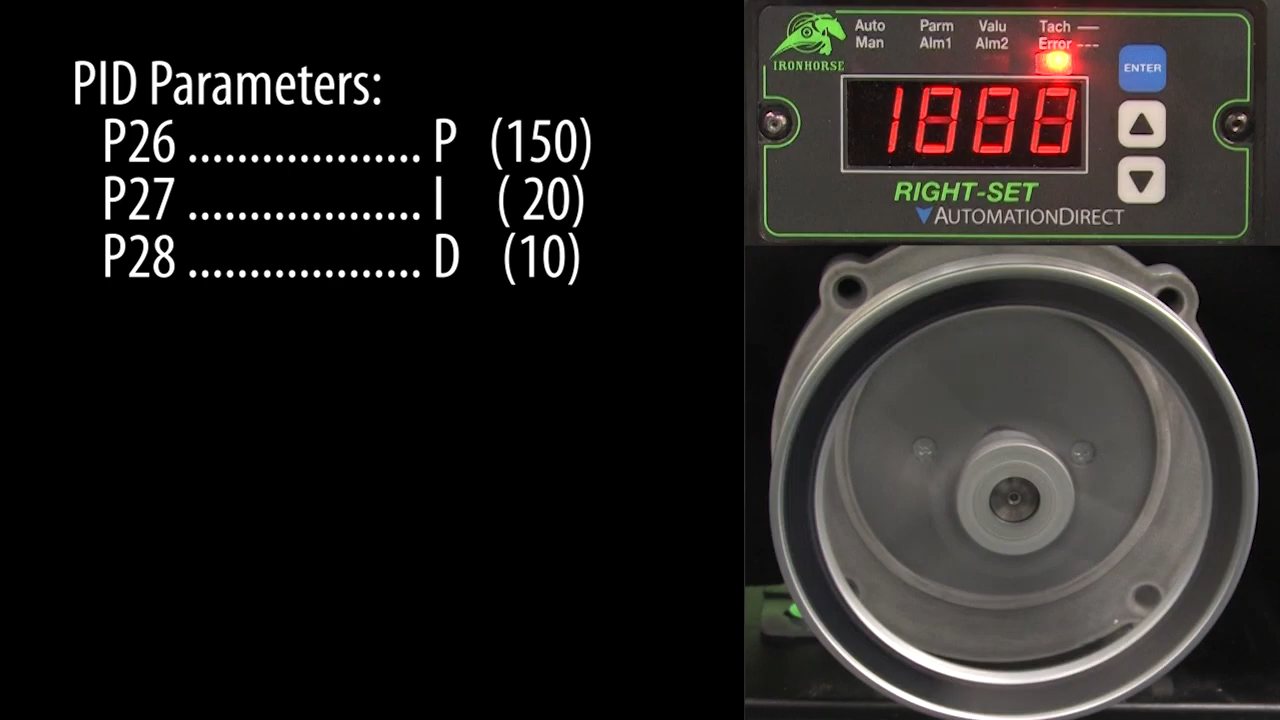 PID Parameters:
P26 ................... P (150)
P27 ................... I ( 20)
P28 ................... D (10)
Auto Parm Valu Tach —
Man Alm1 Alm2 Error ---
IRONHORSE
ENTER
RIGHT-SET
AUTOMATIONDIRECT